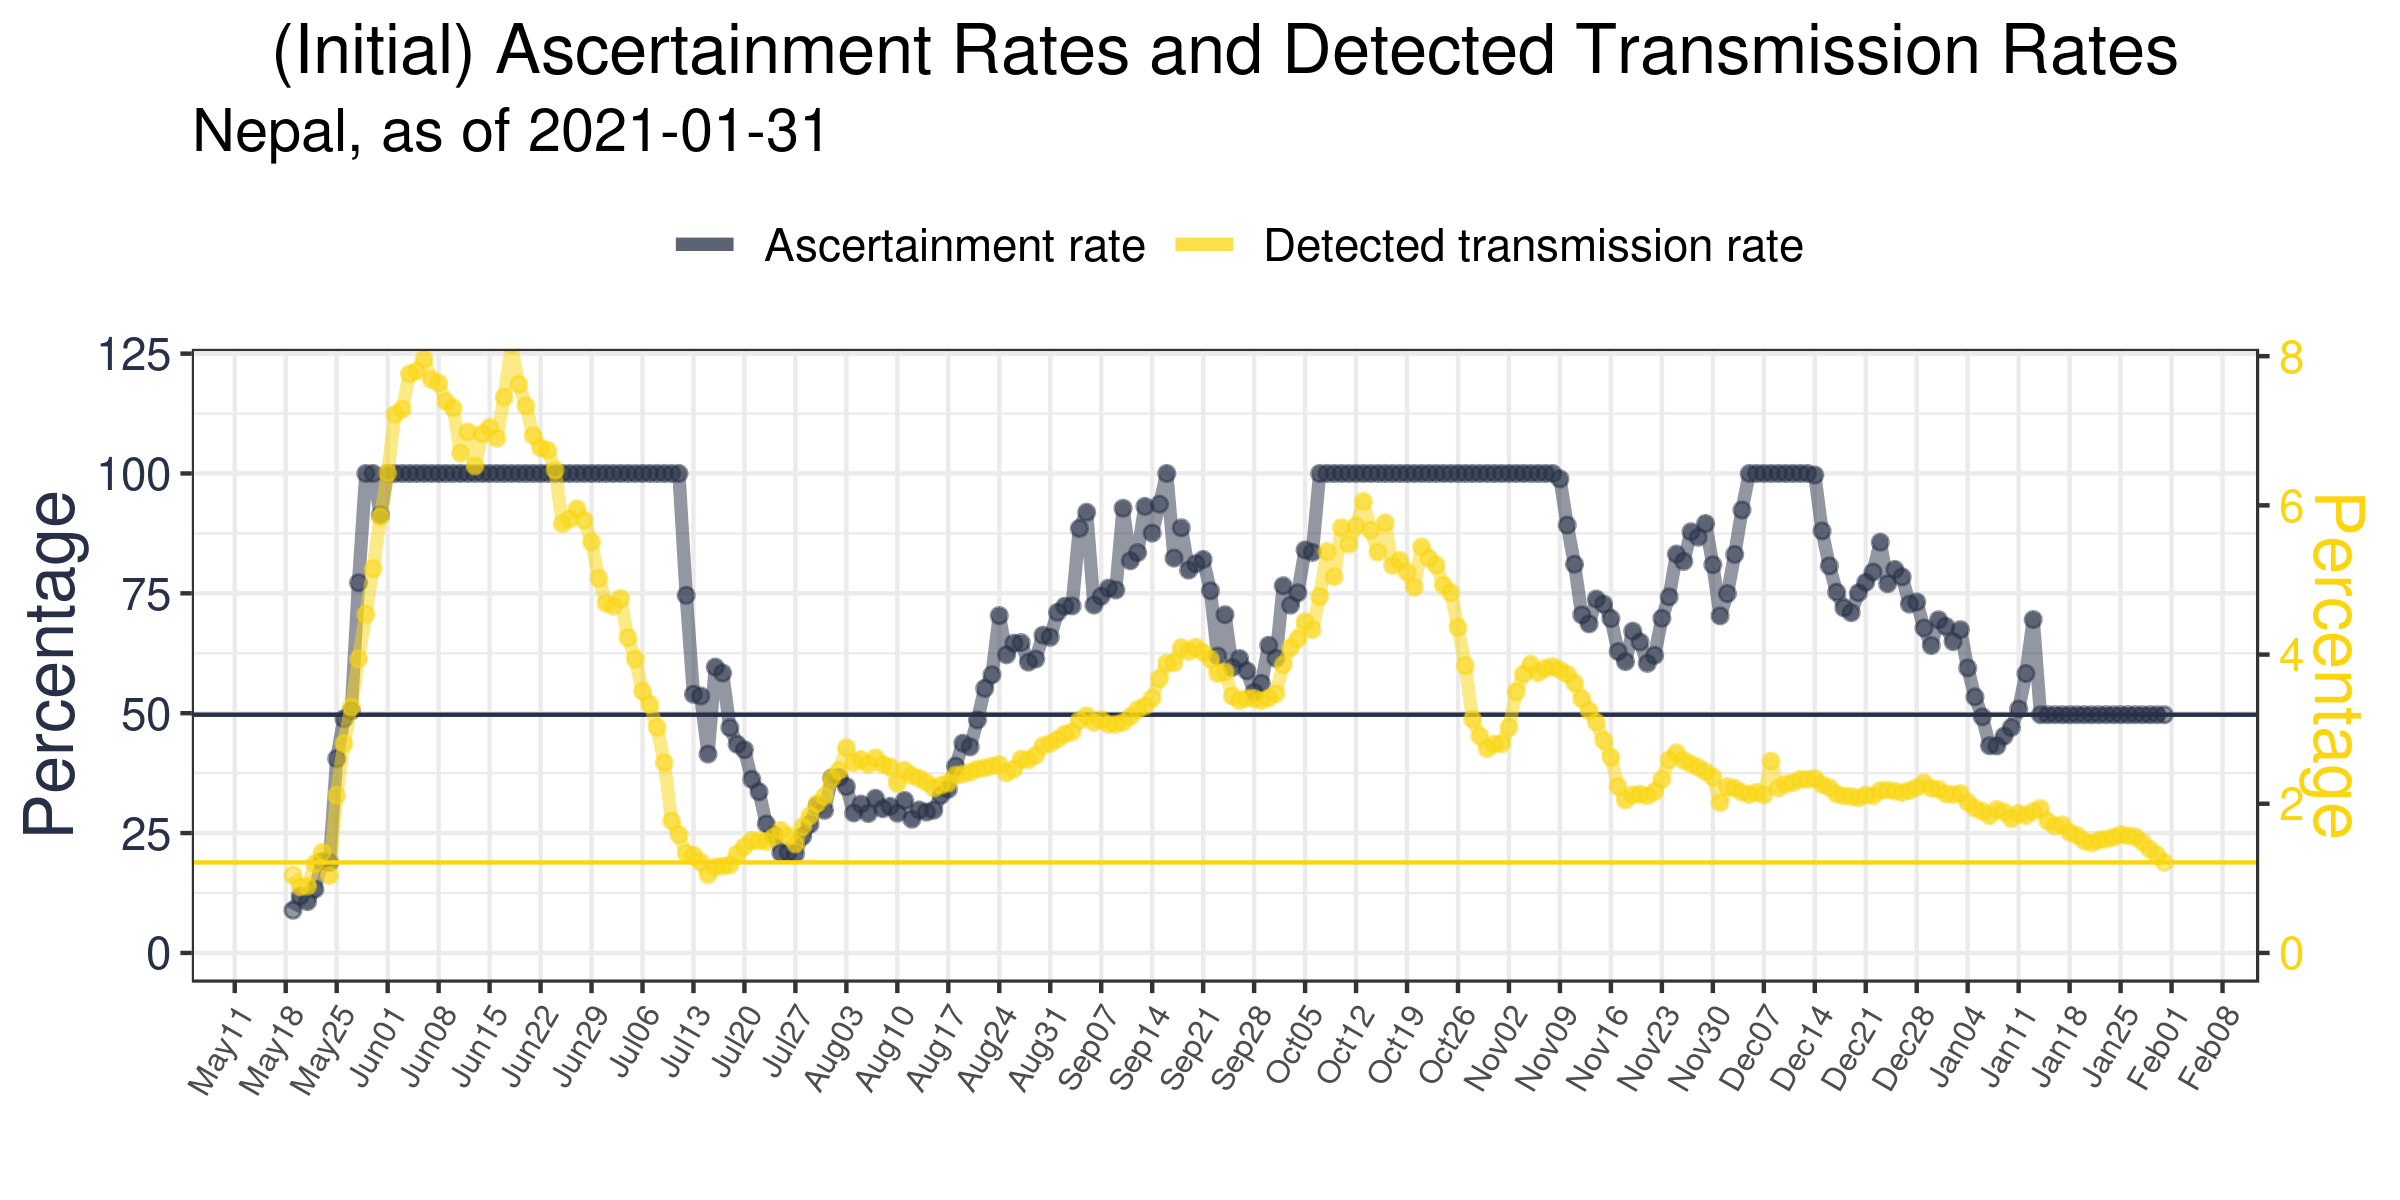 (Initial) Ascertainment Rates and Detected Transmission Rates
Nepal, as of 2021-01-31
Ascertainment rate
Detected transmission rate
Percentage
125
100
75
50
25
0
8
6
4
2
0
Percentage
May11
May18
May25
Jun01
Jun08
Jun15
Jun22
Jun29
Jul06
Jul13
Jul20
Jul27
Aug03
Aug10
Aug17
Aug24
Aug31
Sep07
Sep14
Sep21
Sep28
Oct05
Oct12
Oct19
Oct26
Nov02
Nov09
Nov16
Nov23
Nov30
Dec07
Dec14
Dec21
Dec28
Jan04
Jan11
Jan18
Jan25
Feb01
Feb08